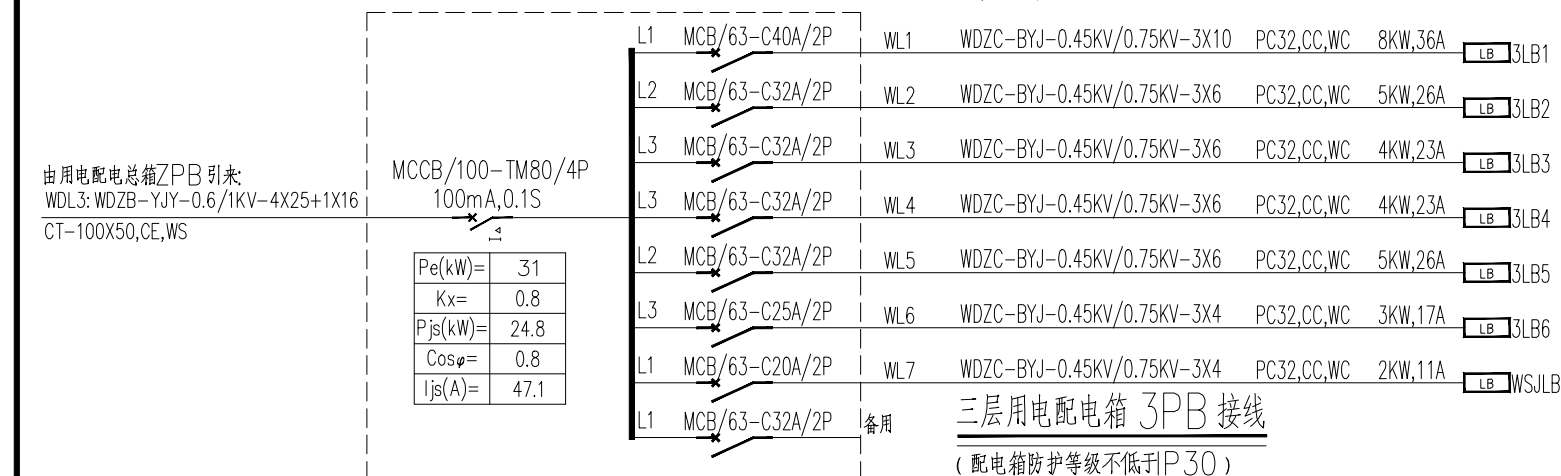 L1 MCB/63-C40A/2P WL1 WDZC-BYJ-0.45KV/0.75KV-3X10 PC32,CC,WC 8KW,36A LB 3LB1
L2 MCB/63-C32A/2P WL2 WDZC-BYJ-0.45KV/0.75KV-3X6 PC32,CC,WC 5KW,26A LB 3LB2
L3 MCB/63-C32A/2P WL3 WDZC-BYJ-0.45KV/0.75KV-3X6 PC32,CC,WC 4KW,23A LB 3LB3
由用电配电总箱ZPB引来:
WDL3: WDZB-YJY-0.6/1KV-4X25+1X16
CT-100X50,CE,WS
MCCB/100-TM80/4P
100mA,0.1S
I
Pe(kW)= 31
Kx= 0.8
Pjs(kW)= 24.8
Cosφ= 0.8
Ijs(A)= 47.1
L3 MCB/63-C32A/2P WL4 WDZC-BYJ-0.45KV/0.75KV-3X6 PC32,CC,WC 4KW,23A LB 3LB4
L2 MCB/63-C32A/2P WL5 WDZC-BYJ-0.45KV/0.75KV-3X6 PC32,CC,WC 5KW,26A LB 3LB5
L3 MCB/63-C25A/2P WL6 WDZC-BYJ-0.45KV/0.75KV-3X4 PC32,CC,WC 3KW,17A LB 3LB6
L1 MCB/63-C20A/2P WL7 WDZC-BYJ-0.45KV/0.75KV-3X4 PC32,CC,WC 2KW,11A LB WSJLB
L1 MCB/63-C32A/2P 备用
三层用电配电箱 3PB 接线
(配电箱防护等级不低于IP30)